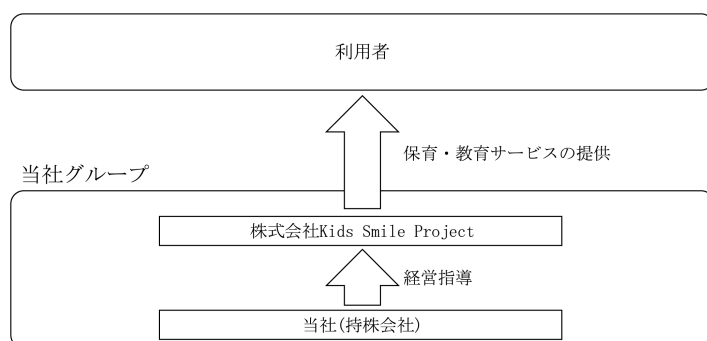 利用者
保育・教育サービスの提供
当社グループ
株式会社Kids Smile Project
経営指導
当社(持株会社)